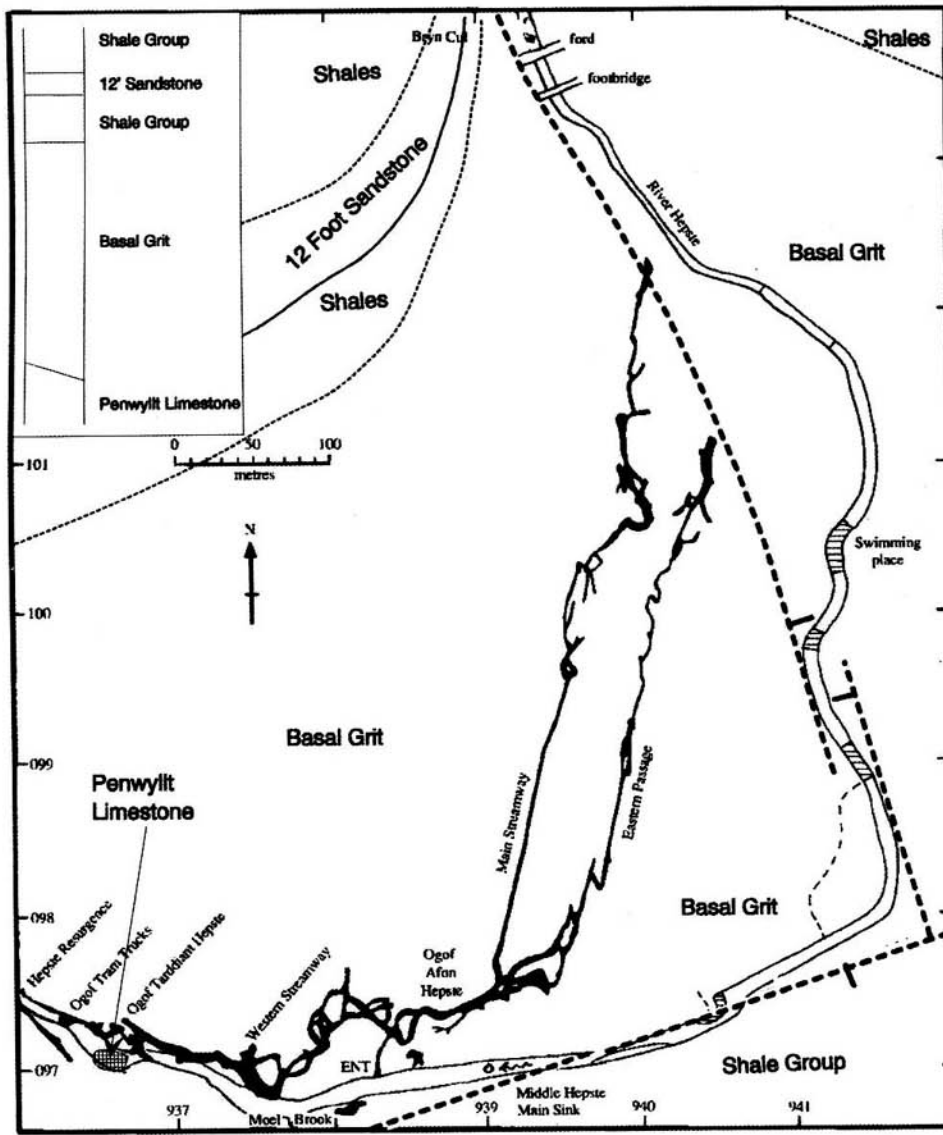 Shale Group
12' Sandstone
Shale Group
Basal Grit
Penwyllt Limestone
Bryn Cul
Shales
12 Foot Sandstone
Shales
ford
footbridge
Shales
River Hepste
Basal Grit
0 50 100
metres
N
101
100
099
098
097
Swimming
place
Basal Grit
Penwyllt
Limestone
Main Streamway
Eastern Passage
Basal Grit
Hepste Resurgence
Ogof Tram Trucks
Ogof Tarddiant Hepste
Western Streamway
Ogof
Afon
Hepste
ENT
Shale Group
Middle Hepste
Main Sink
Moel Brook
937 939 940 941